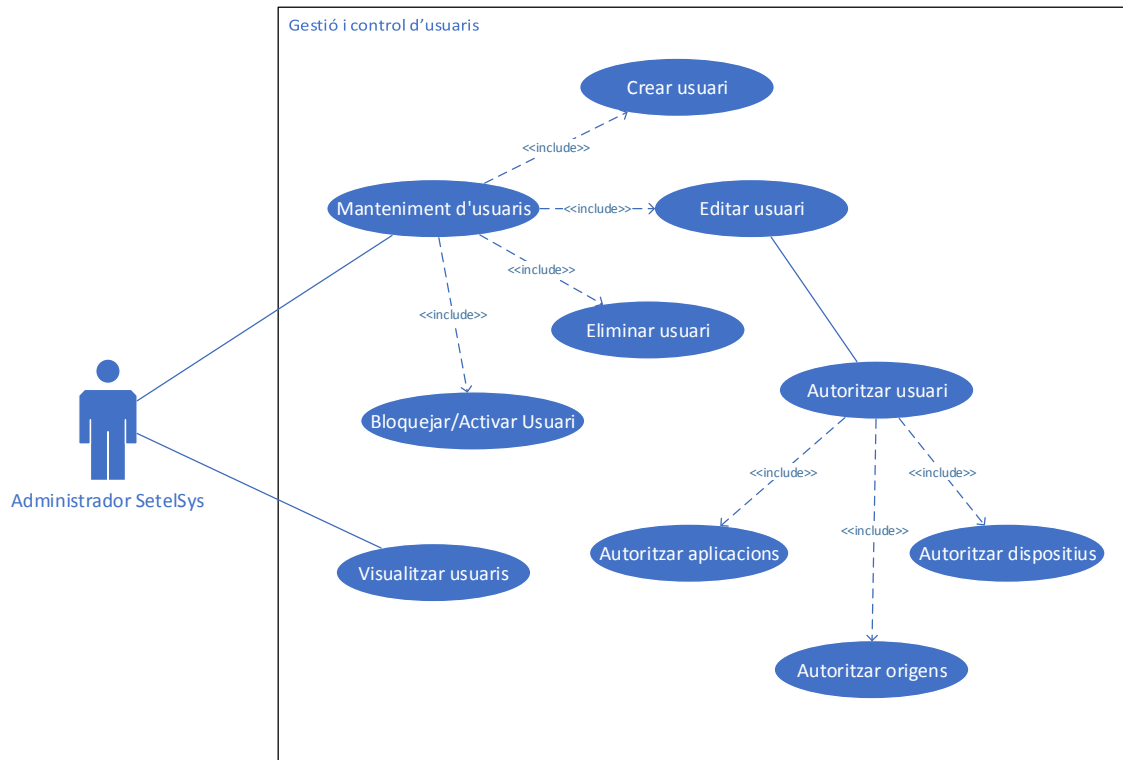 Gestió i control d’usuaris
Crear usuari
<<include>>
Manteniment d'usuaris
<<include>>
Editar usuari
<<include>>
<<include>>
Eliminar usuari
Autoritzar usuari
Bloquejar/Activar Usuari
<<include>>
<<include>>
Administrador SetelSys
<<include>>
Autoritzar aplicacions
Autoritzar dispositius
Visualitzar usuaris
Autoritzar origens